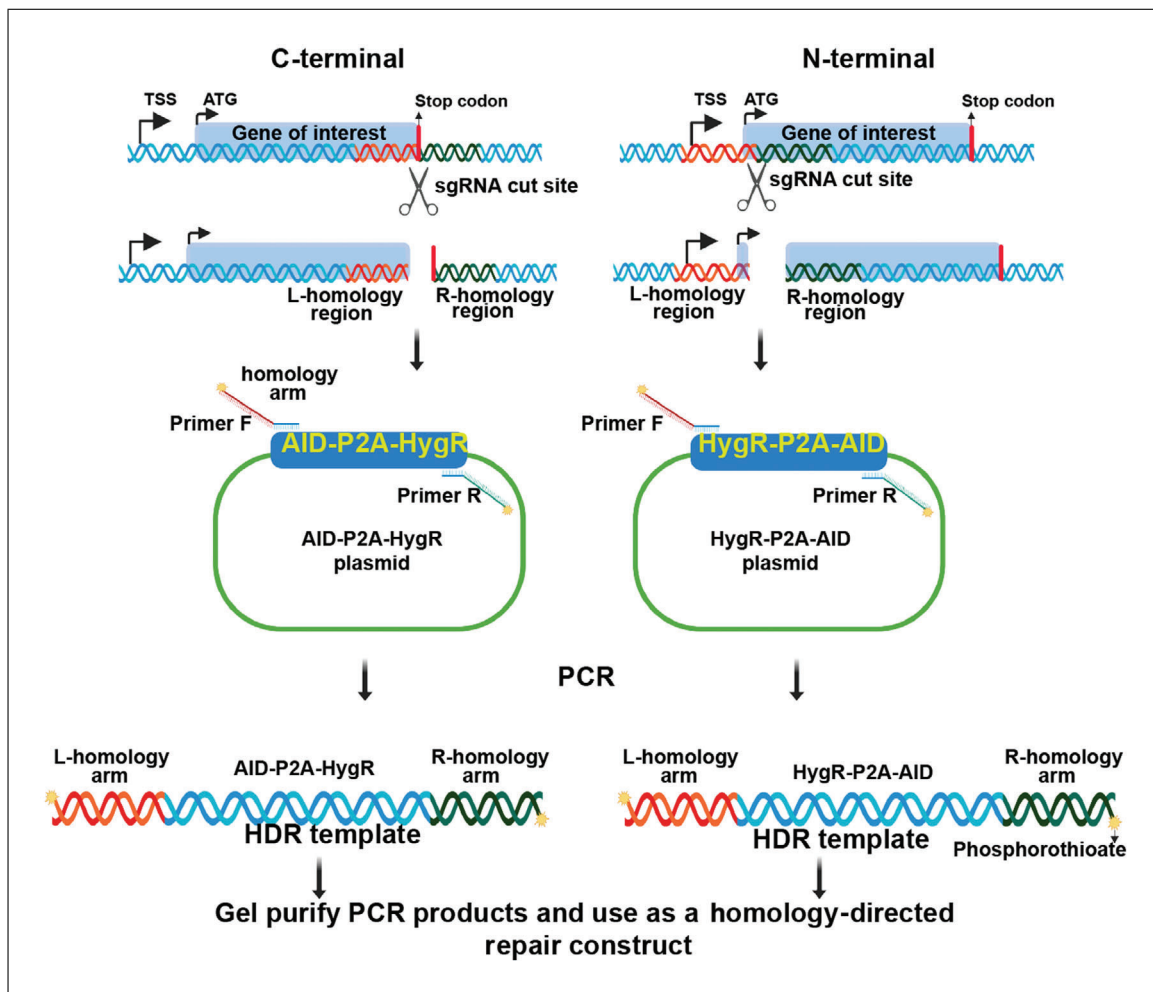 C-terminal
N-terminal
TSS
ATG
Stop codon
TSS
ATG
Stop codon
Gene of interest
Gene of interest
sgRNA cut site
sgRNA cut site
L-homology
region
R-homology
region
L-homology
region
R-homology
region
homology
arm
Primer F
AID-P2A-HygR
Primer R
AID-P2A-HygR
plasmid
Primer F
HygR-P2A-AID
Primer R
HygR-P2A-AID
plasmid
PCR
L-homology
arm
AID-P2A-HygR
R-homology
arm
HDR template
L-homology
arm
HygR-P2A-AID
R-homology
arm
HDR template
Phosphorothioate
Gel purify PCR products and use as a homology-directed
repair construct